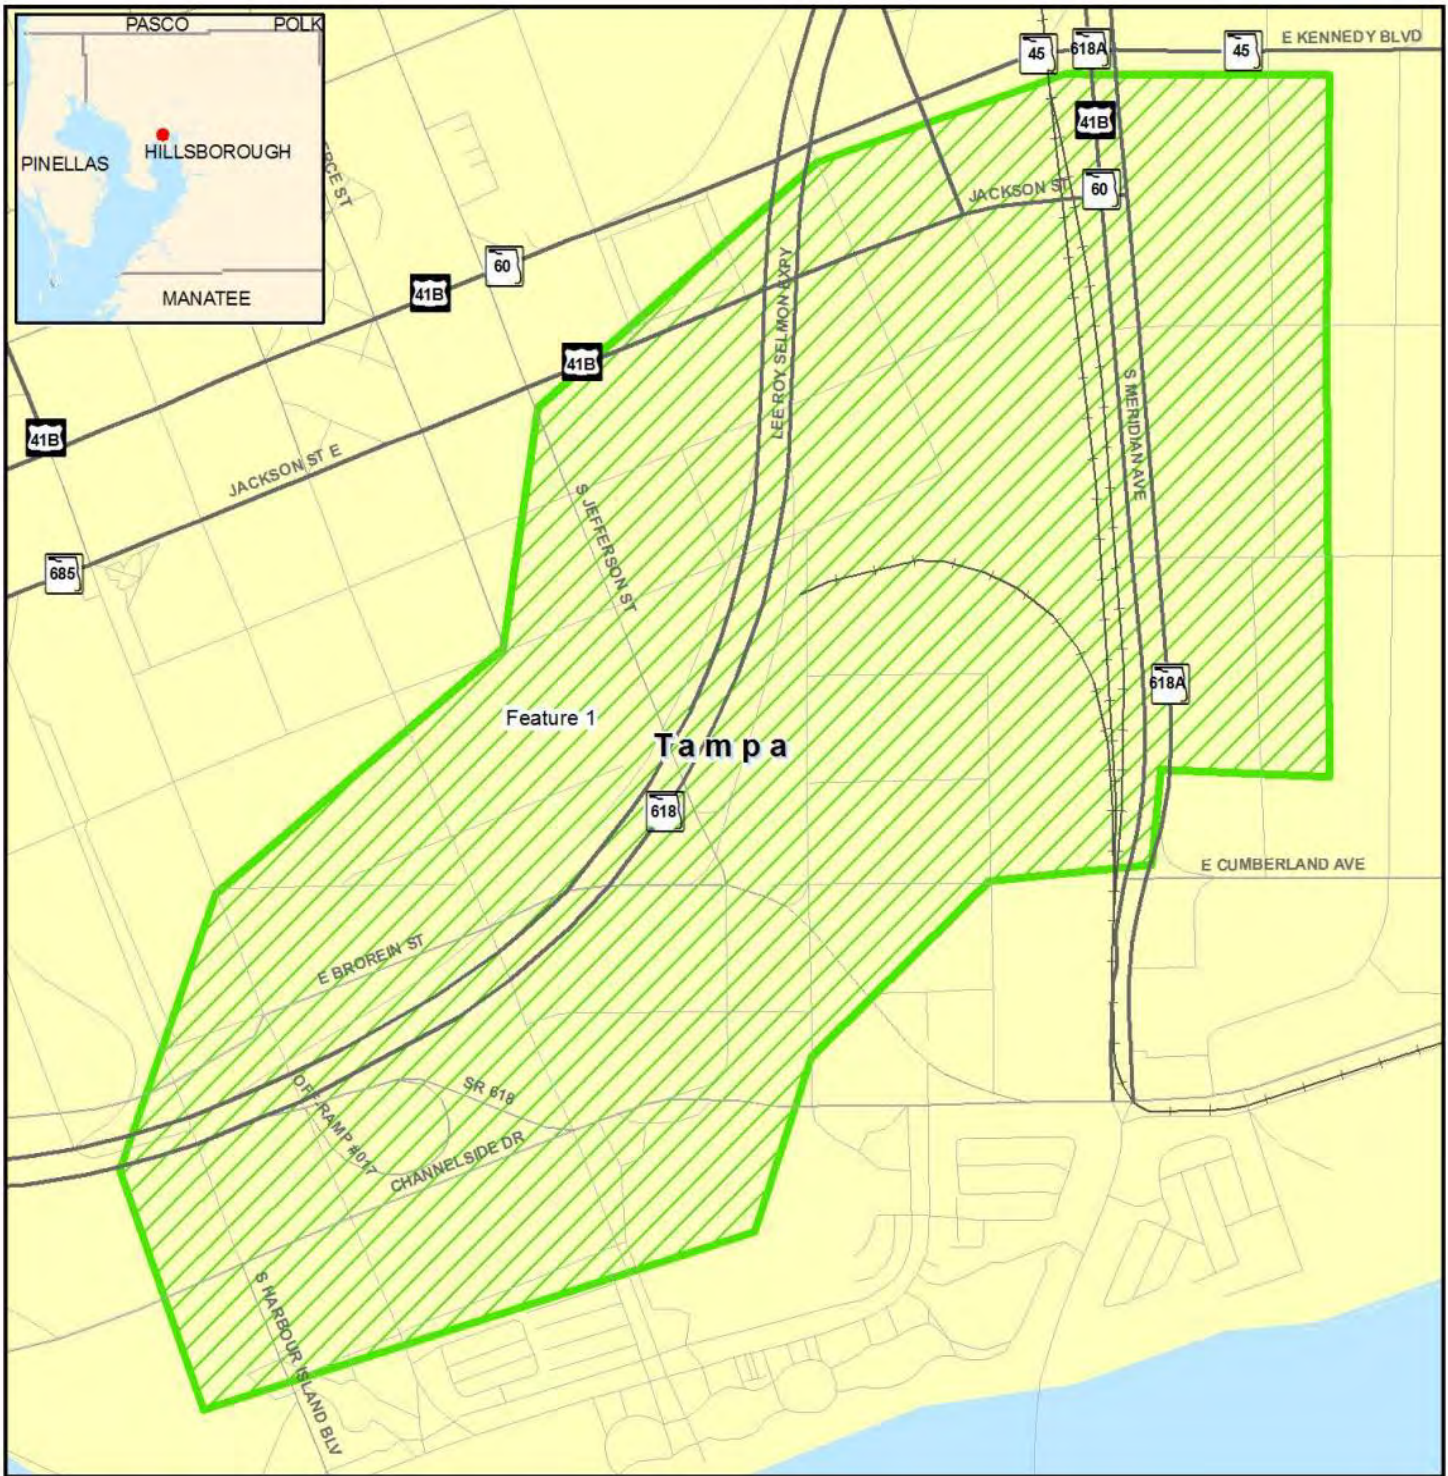 PASCO
POLK
PINELLAS
HILLSBOROUGH
MANATEE
45
618A
45
E KENNEDY BLVD
41B
JACKSON ST
60
60
41B
41B
41B
JACKSON ST E
685
LEE ROY SELMON EXPY
S MERIDIAN AVE
S JEFFERSON ST
618A
Feature 1
Tampa
618
E CUMBERLAND AVE
E BROREIN ST
SR 618
OFF-RAMP #017
CHANNELSIDE DR
S HARBOUR ISLAND BLV